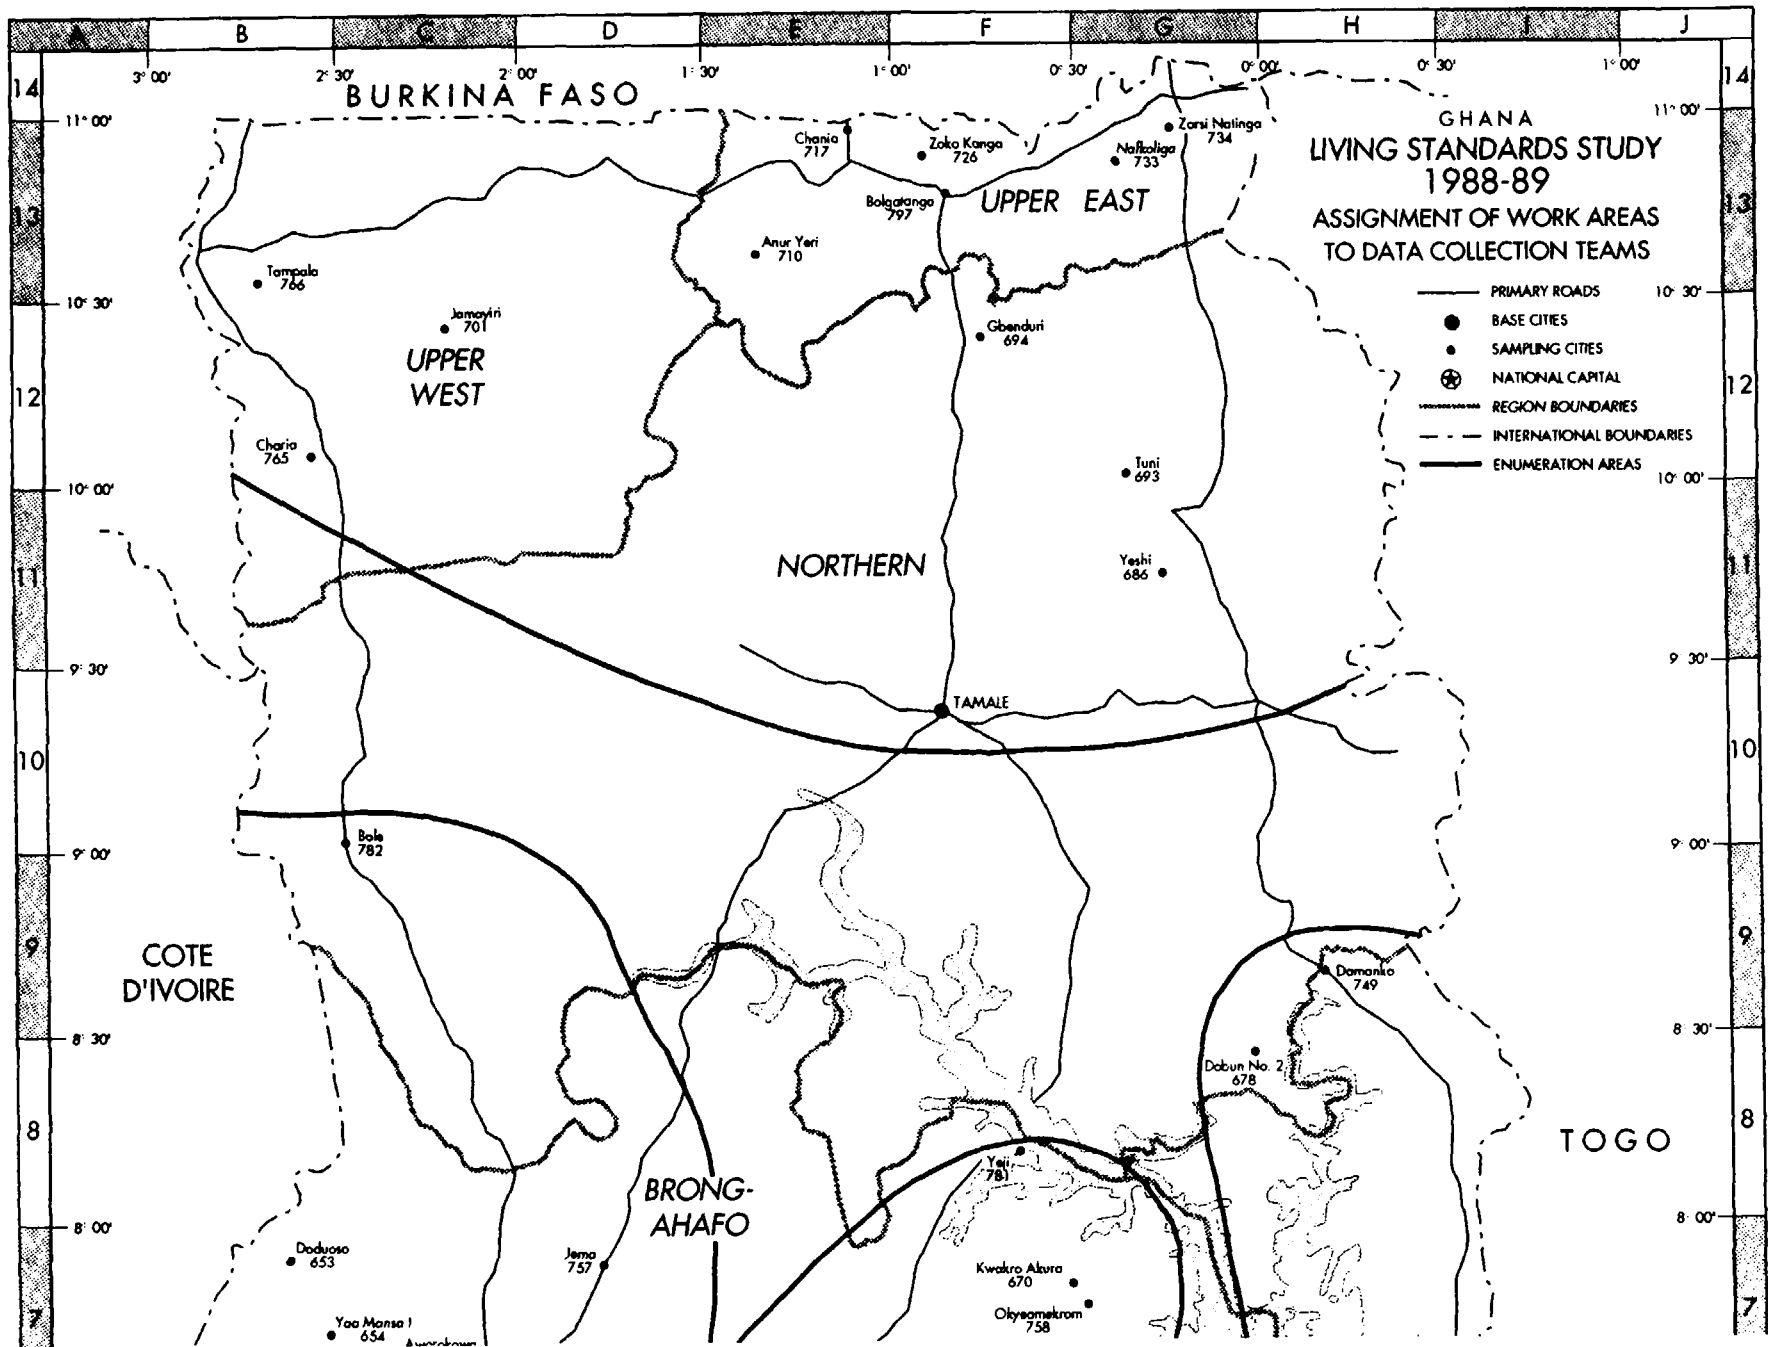 A B C D E F G H I J
3° 00' 2° 30' 2° 00' 1° 30' 1° 00' 0° 30' 0° 00' 0° 30' 1° 00'
14 14
BURKINA FASO
11° 00' 11° 00'
GHANA
LIVING STANDARDS STUDY
1988-89
ASSIGNMENT OF WORK AREAS
TO DATA COLLECTION TEAMS
PRIMARY ROADS
BASE CITIES
SAMPLING CITIES
NATIONAL CAPITAL
REGION BOUNDARIES
INTERNATIONAL BOUNDARIES
ENUMERATION AREAS
Chania
717
Zoko Kanga
726
Nafkoliga
733
Zarsi Natinga
734
Bolgatanga
797
UPPER EAST
13 13
Anur Yeri
710
Tampala
766
10° 30' 10° 30'
Jamayiri
701
Gbenduri
694
UPPER
WEST
12 12
Charia
765
Tuni
693
10° 00' 10° 00'
NORTHERN
Yeshi
686
11 11
9° 30' 9° 30'
TAMALE
10 10
Bole
782
9° 00' 9° 00'
COTE
D'IVOIRE
9 9
Damanko
749
8° 30' 8° 30'
Dabun No. 2
678
8 8
TOGO
Yeji
781
BRONG-
AHAFO
8° 00' 8° 00'
Doduoso
653
Jema
757
Kwakro Akura
670
Okyeamekrom
758
7 7
Yaa Mansa I
654